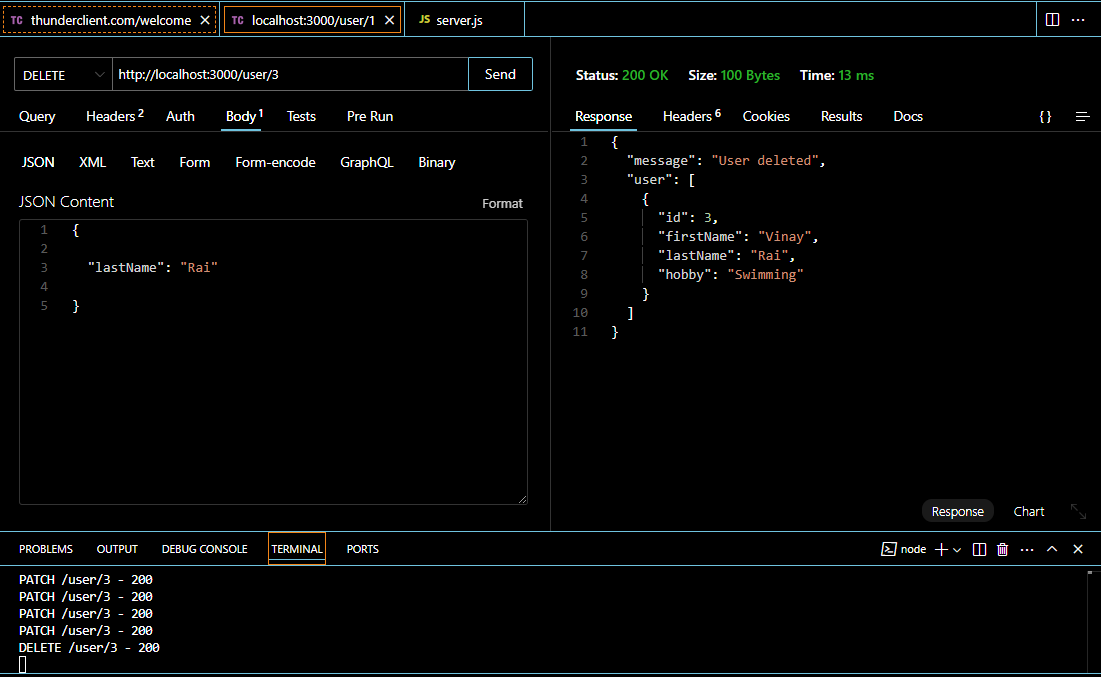 TC thunderclient.com/welcome ✕ TC localhost:3000/user/1 ✕ JS server.js ···
DELETE http://localhost:3000/user/3 Send
Query Headers 2 Auth Body 1 Tests Pre Run
JSON XML Text Form Form-encode GraphQL Binary
JSON Content Format
1 {
2
3 "lastName": "Rai"
4
5 }
Status: 200 OK Size: 100 Bytes Time: 13 ms
Response Headers 6 Cookies Results Docs {}
1 {
2 "message": "User deleted",
3 "user": [
4 {
5 "id": 3,
6 "firstName": "Vinay",
7 "lastName": "Rai",
8 "hobby": "Swimming"
9 }
10 ]
11 }
Response Chart
PROBLEMS OUTPUT DEBUG CONSOLE TERMINAL PORTS node
PATCH /user/3 - 200
PATCH /user/3 - 200
PATCH /user/3 - 200
PATCH /user/3 - 200
DELETE /user/3 - 200